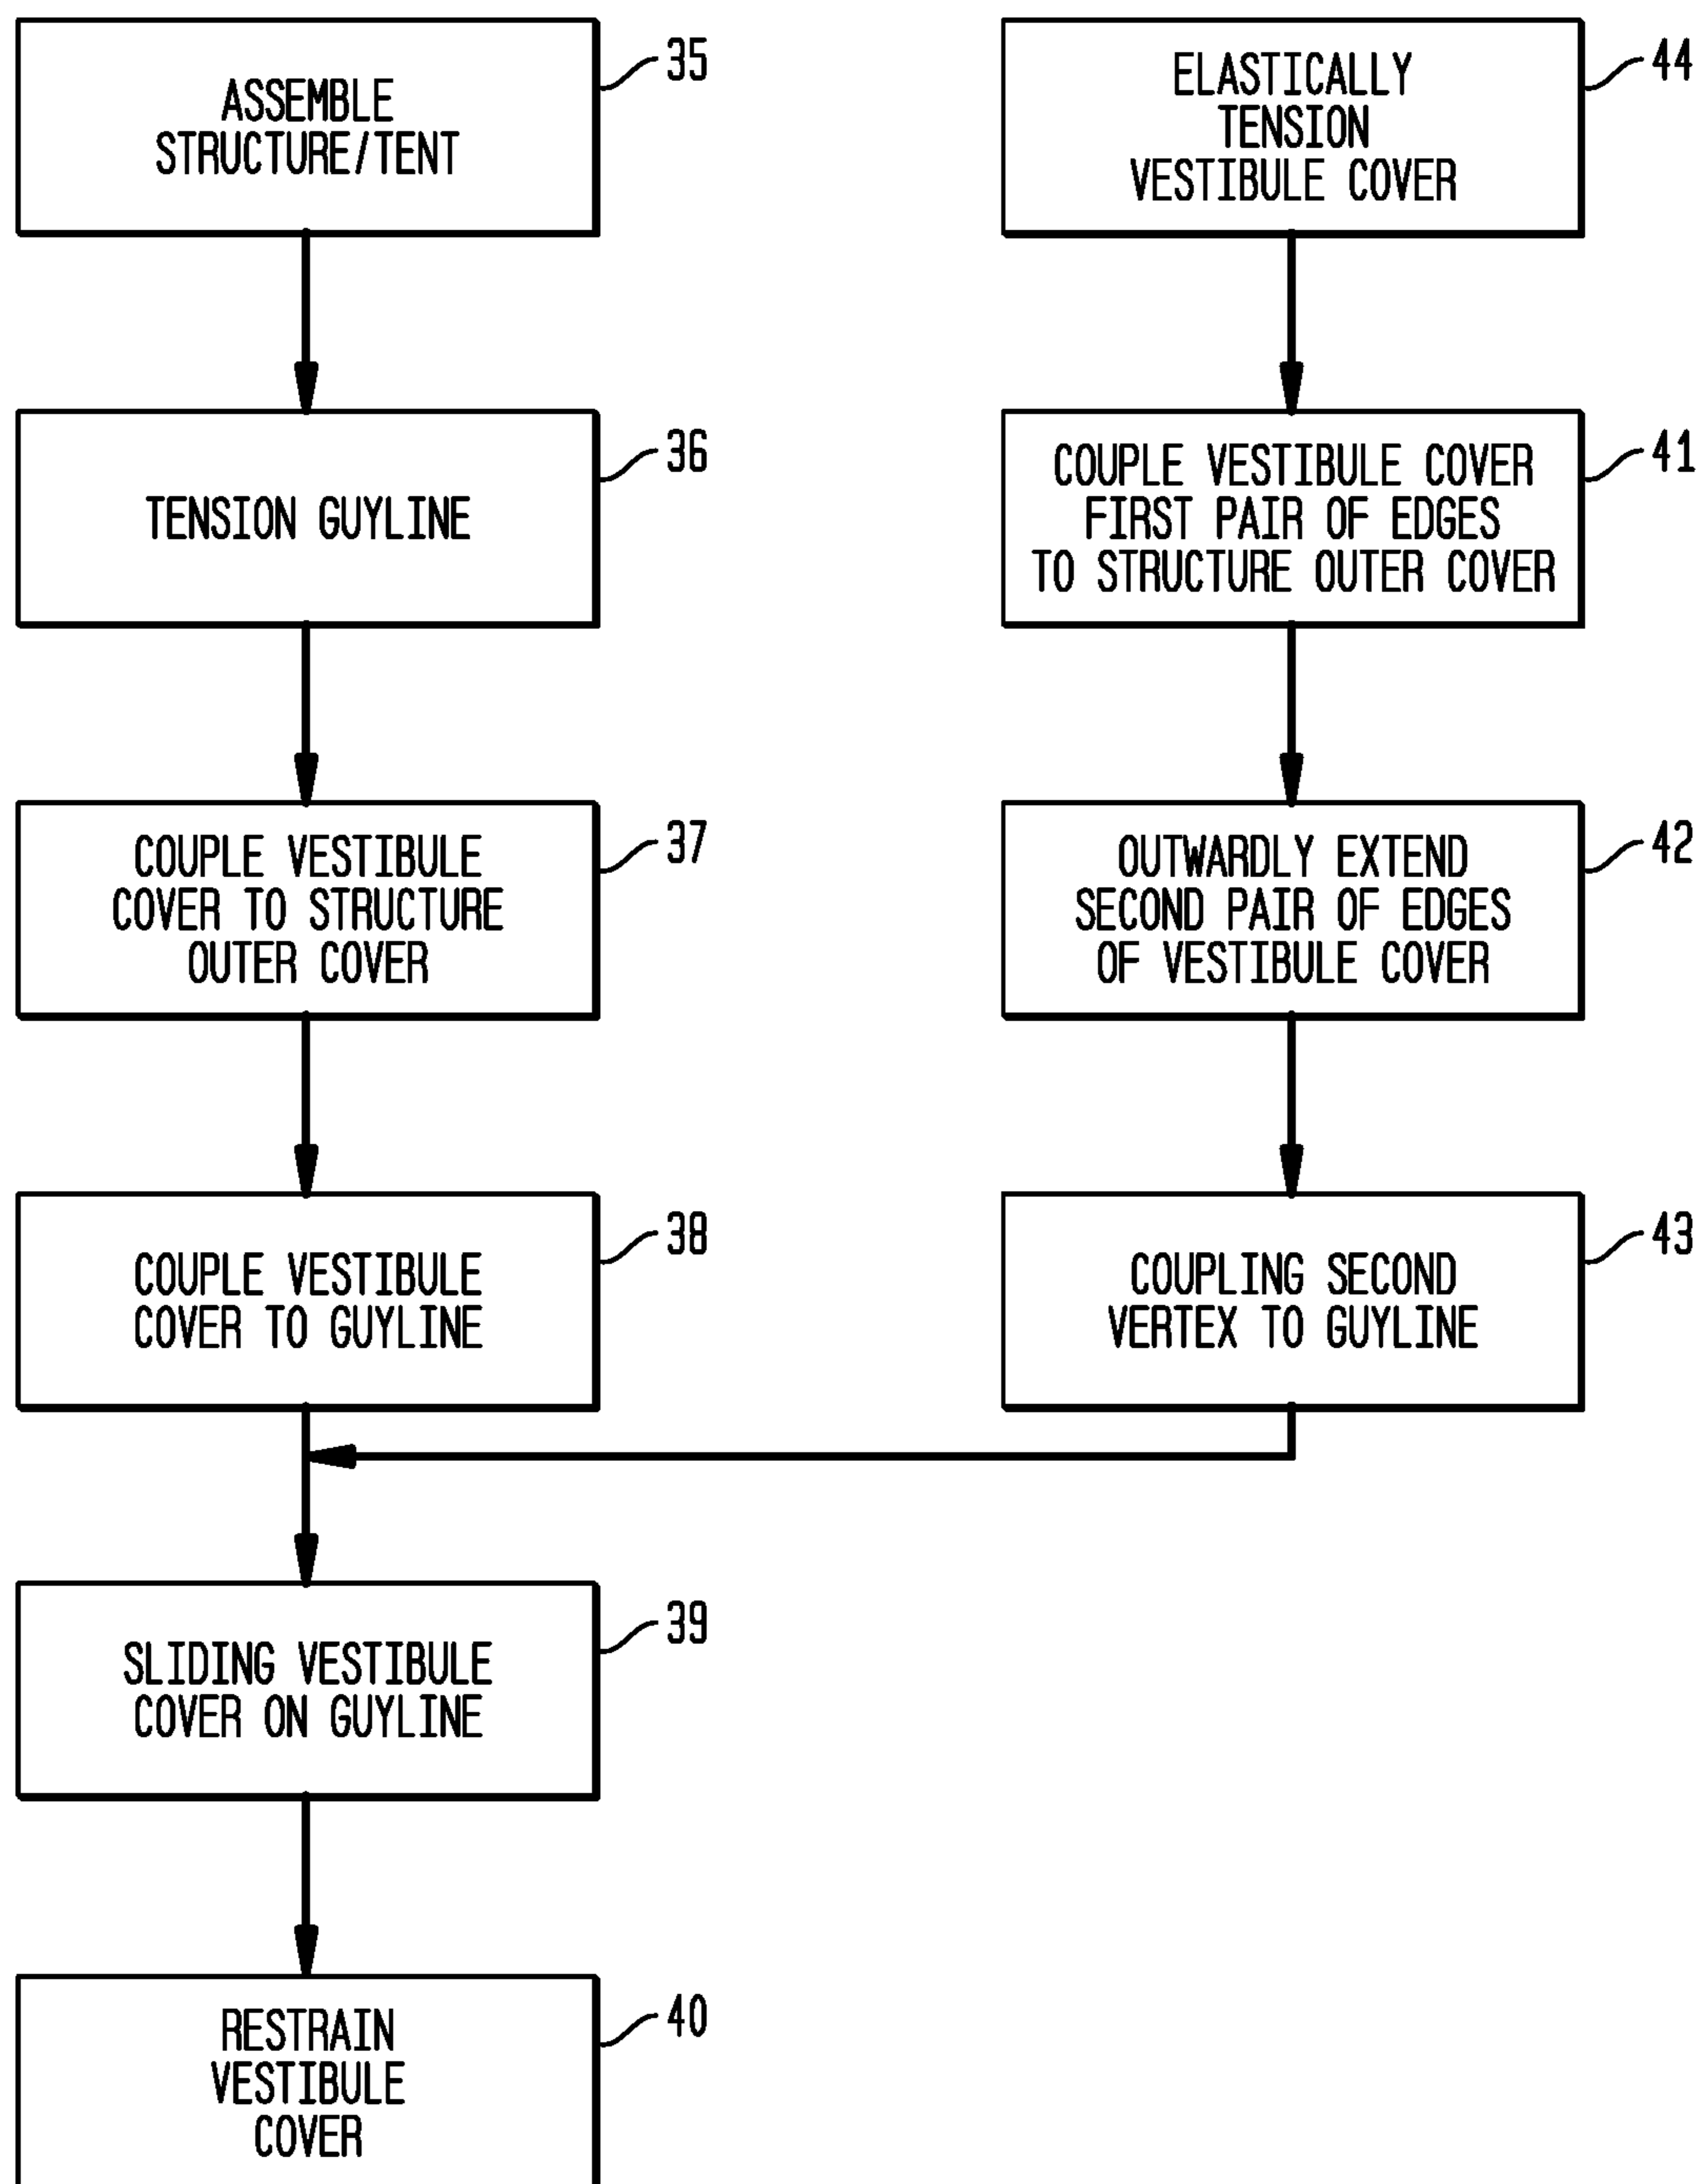 ASSEMBLE
STRUCTURE/TENT
35
TENSION GUYLINE
36
COUPLE VESTIBULE
COVER TO STRUCTURE
OUTER COVER
37
COUPLE VESTIBULE
COVER TO GUYLINE
38
SLIDING VESTIBULE
COVER ON GUYLINE
39
RESTRAIN
VESTIBULE
COVER
40
ELASTICALLY
TENSION
VESTIBULE COVER
44
COUPLE VESTIBULE COVER
FIRST PAIR OF EDGES
TO STRUCTURE OUTER COVER
41
OUTWARDLY EXTEND
SECOND PAIR OF EDGES
OF VESTIBULE COVER
42
COUPLING SECOND
VERTEX TO GUYLINE
43